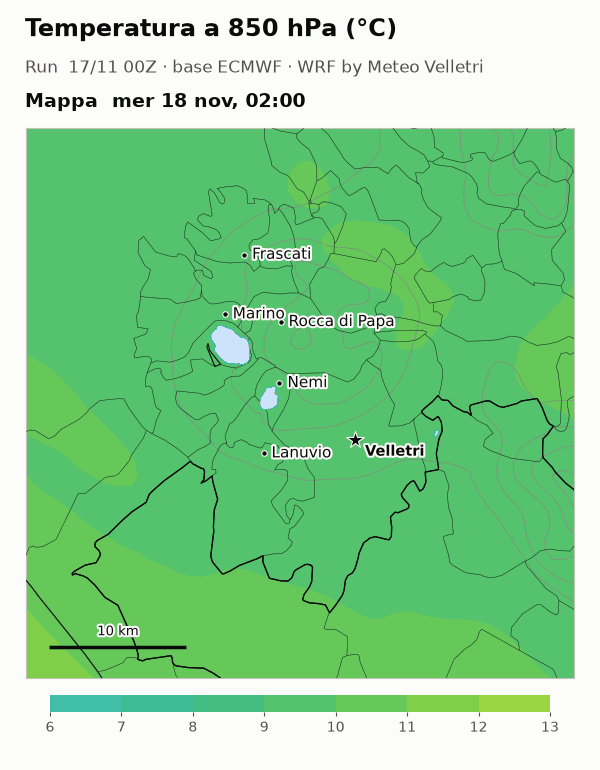 Temperatura a 850 hPa (°C)
Run 17/11 00Z · base ECMWF · WRF by Meteo Velletri
Mappa mer 18 nov, 02:00
Frascati
Marino
Rocca di Papa
Nemi
Velletri
Lanuvio
10 km
6 7 8 9 10 11 12 13